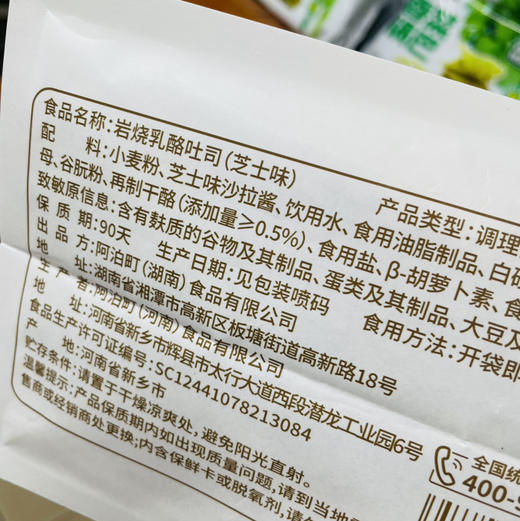 食品名称:岩烧乳酪吐司(芝士味) 产品类型:调理
配 料:小麦粉、芝士味沙拉酱、饮用水、食用油脂制品、白砂
母、谷朊粉、再制干酪(添加量≥0.5%)、食用盐、β-胡萝卜素、食
致敏原信息:含有麸质的谷物及其制品、蛋类及其制品、大豆及
保 质 期:90天 生产日期:见包装喷码 食用方法:开袋即
出 品 方:阿泊町(湖南)食品有限公司
地 址:湖南省湘潭市高新区板塘街道高新路18号
生 产 者:阿泊町(河南)食品有限公司
地 址:河南省新乡市辉县市太行大道西段潜龙工业园6号
食品生产许可证编号:SC12441078213084
产 地:河南省新乡市
贮存条件:请置于干燥凉爽处,避免阳光直射。
温馨提示:产品保质期内如出现质量问题,请到当地
售商或经销商处更换;内含保鲜卡或脱氧剂,请勿
全国统
400-9